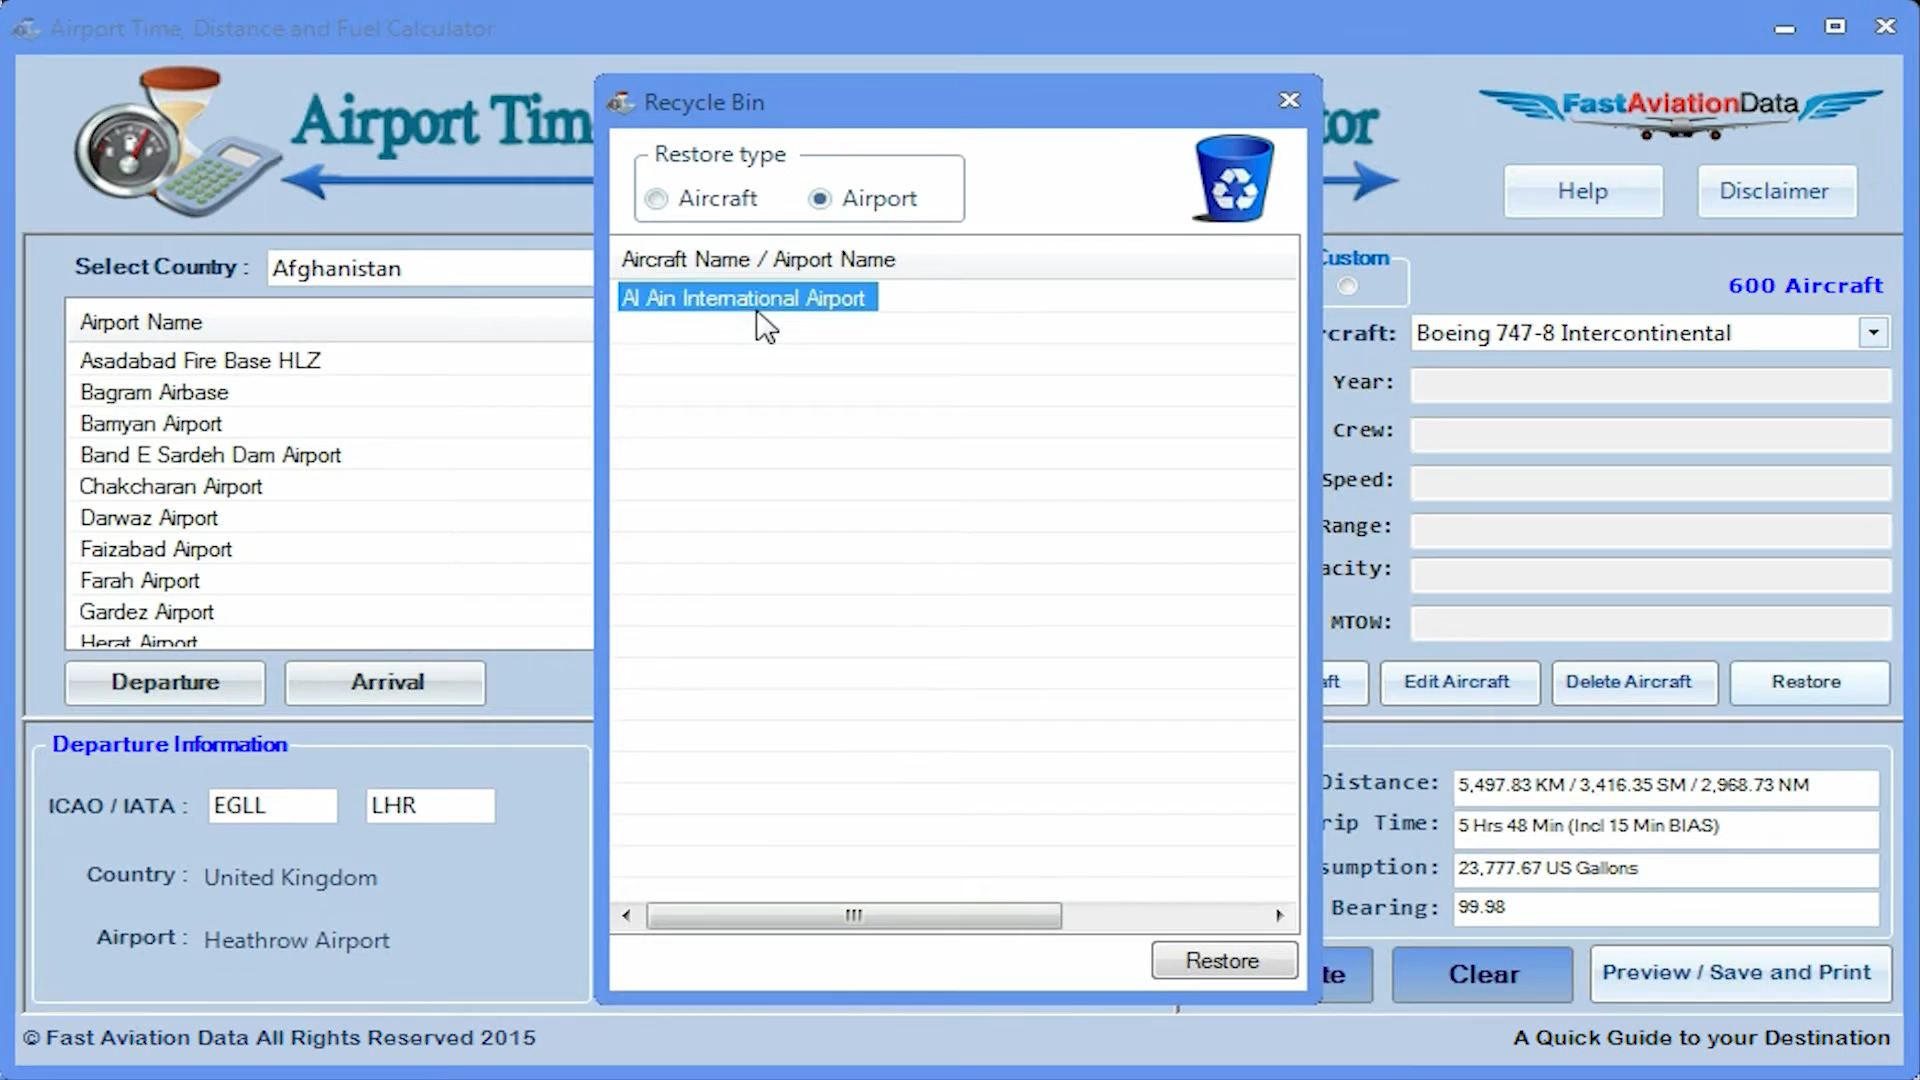 Airport Time, Distance and Fuel Calculator
Airport Tim
tor
FastAviationData
Help
Disclaimer
Recycle Bin
Restore type
Aircraft
Airport
Aircraft Name / Airport Name
Al Ain International Airport
Restore
Select Country :
Afghanistan
Airport Name
Asadabad Fire Base HLZ
Bagram Airbase
Bamyan Airport
Band E Sardeh Dam Airport
Chakcharan Airport
Darwaz Airport
Faizabad Airport
Farah Airport
Gardez Airport
Herat Airport
Departure
Arrival
Custom
600 Aircraft
rcraft:
Boeing 747-8 Intercontinental
Year:
Crew:
Speed:
Range:
acity:
MTOW:
aft
Edit Aircraft
Delete Aircraft
Restore
Departure Information
ICAO / IATA :
EGLL
LHR
Country :
United Kingdom
Airport :
Heathrow Airport
Distance:
5,497.83 KM / 3,416.35 SM / 2,968.73 NM
rip Time:
5 Hrs 48 Min (Incl 15 Min BIAS)
sumption:
23,777.67 US Gallons
Bearing:
99.98
te
Clear
Preview / Save and Print
© Fast Aviation Data All Rights Reserved 2015
A Quick Guide to your Destination